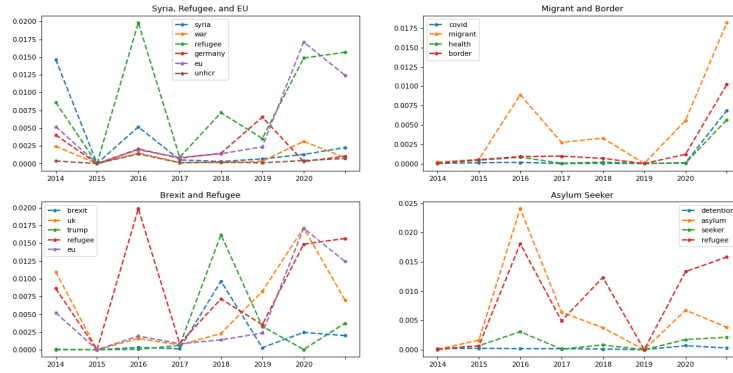 Syria, Refugee, and EU
0.0200
0.0175
0.0150
0.0125
0.0100
0.0075
0.0050
0.0025
0.0000
syria
war
refugee
germany
eu
unhcr
2014 2015 2016 2017 2018 2019 2020
Migrant and Border
0.0175
0.0150
0.0125
0.0100
0.0075
0.0050
0.0025
0.0000
covid
migrant
health
border
2014 2015 2016 2017 2018 2019 2020
Brexit and Refugee
0.0200
0.0175
0.0150
0.0125
0.0100
0.0075
0.0050
0.0025
0.0000
brexit
uk
trump
refugee
eu
2014 2015 2016 2017 2018 2019 2020
Asylum Seeker
0.025
0.020
0.015
0.010
0.005
0.000
detention
asylum
seeker
refugee
2014 2015 2016 2017 2018 2019 2020